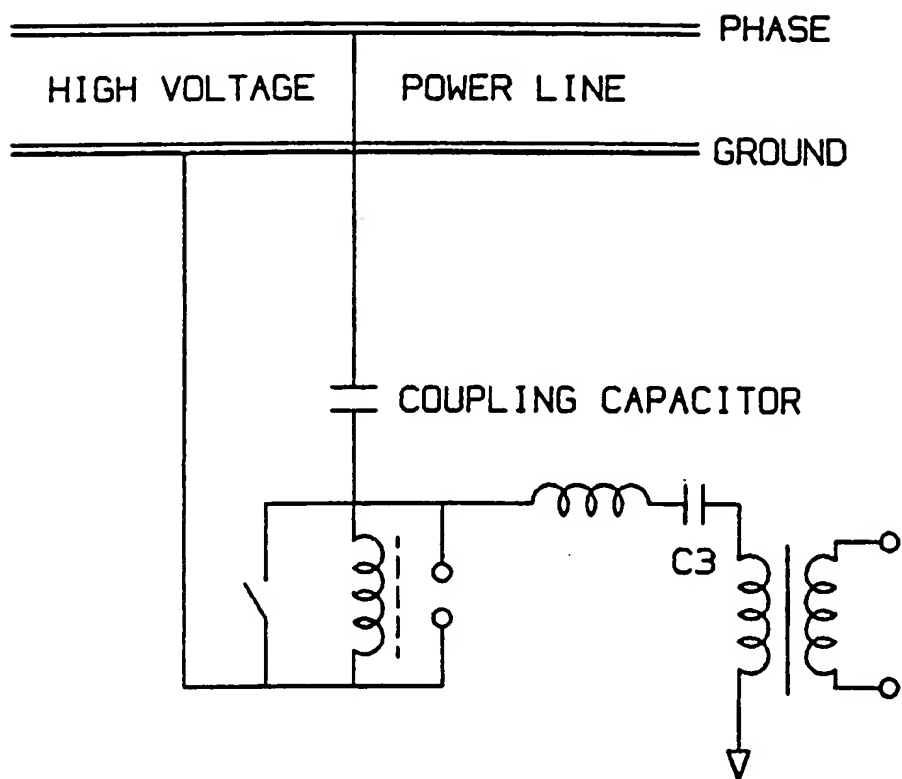 PHASE
HIGH VOLTAGE POWER LINE
GROUND
COUPLING CAPACITOR
C3